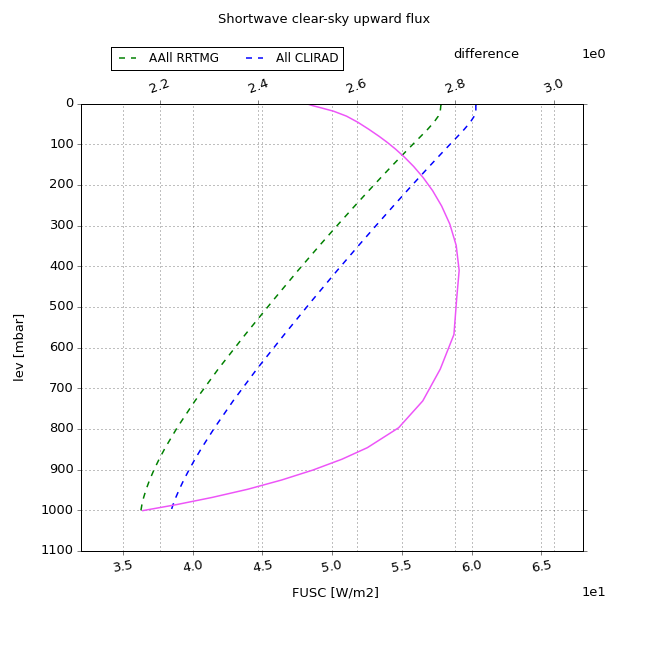 Shortwave clear-sky upward flux
AAll RRTMG All CLIRAD
difference 1e0
2.2 2.4 2.6 2.8 3.0
0
100
200
300
400
500
600
700
800
900
1000
1100
lev [mbar]
3.5 4.0 4.5 5.0 5.5 6.0 6.5
FUSC [W/m2] 1e1